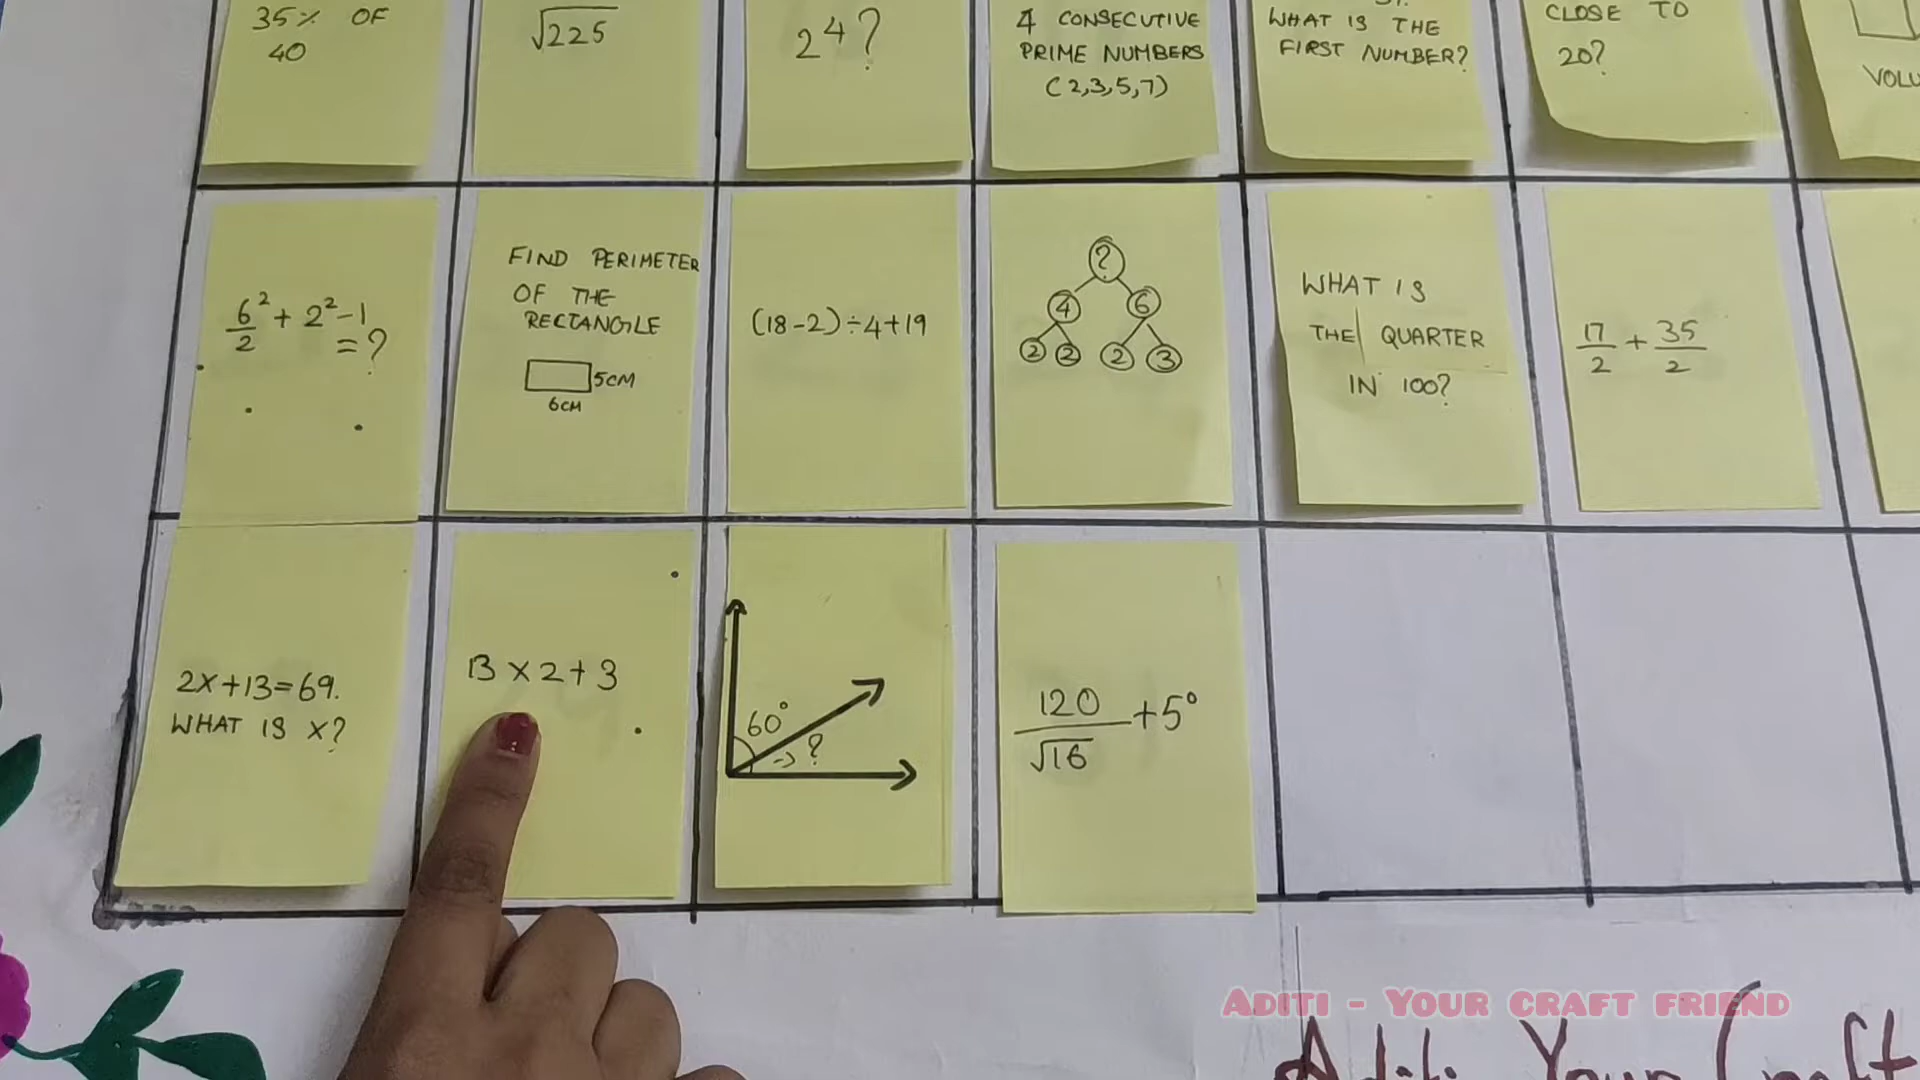 35% OF
40
√225
2⁴?
4 CONSECUTIVE
PRIME NUMBERS
(2,3,5,7)
WHAT IS THE
FIRST NUMBER?
CLOSE TO
20?
6²/2 + 2²-1
= ?
FIND PERIMETER
OF THE
RECTANGLE
5CM
6CM
(18-2)÷4+19
?
4 6
2 2 2 3
WHAT IS
THE QUARTER
IN 100?
17/2 + 35/2
2x+13=69.
WHAT IS X?
13 x 2 + 3
60°
?
120/√16 + 5°
ADITI - YOUR CRAFT FRIEND
Aditi Your Craft